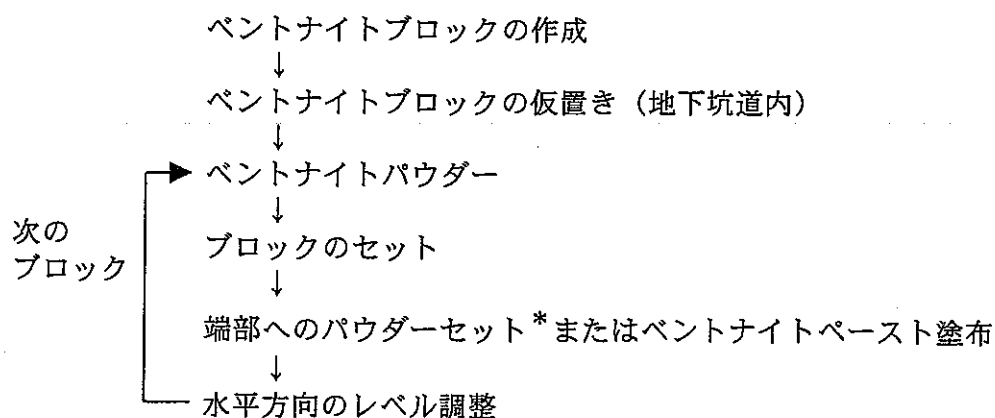 ベントナイトブロックの作成
↓
ベントナイトブロックの仮置き（地下坑道内）
↓
ベントナイトパウダー
↓
次の
ブロック
ブロックのセット
↓
端部へのパウダーセット*またはベントナイトペースト塗布
↓
水平方向のレベル調整